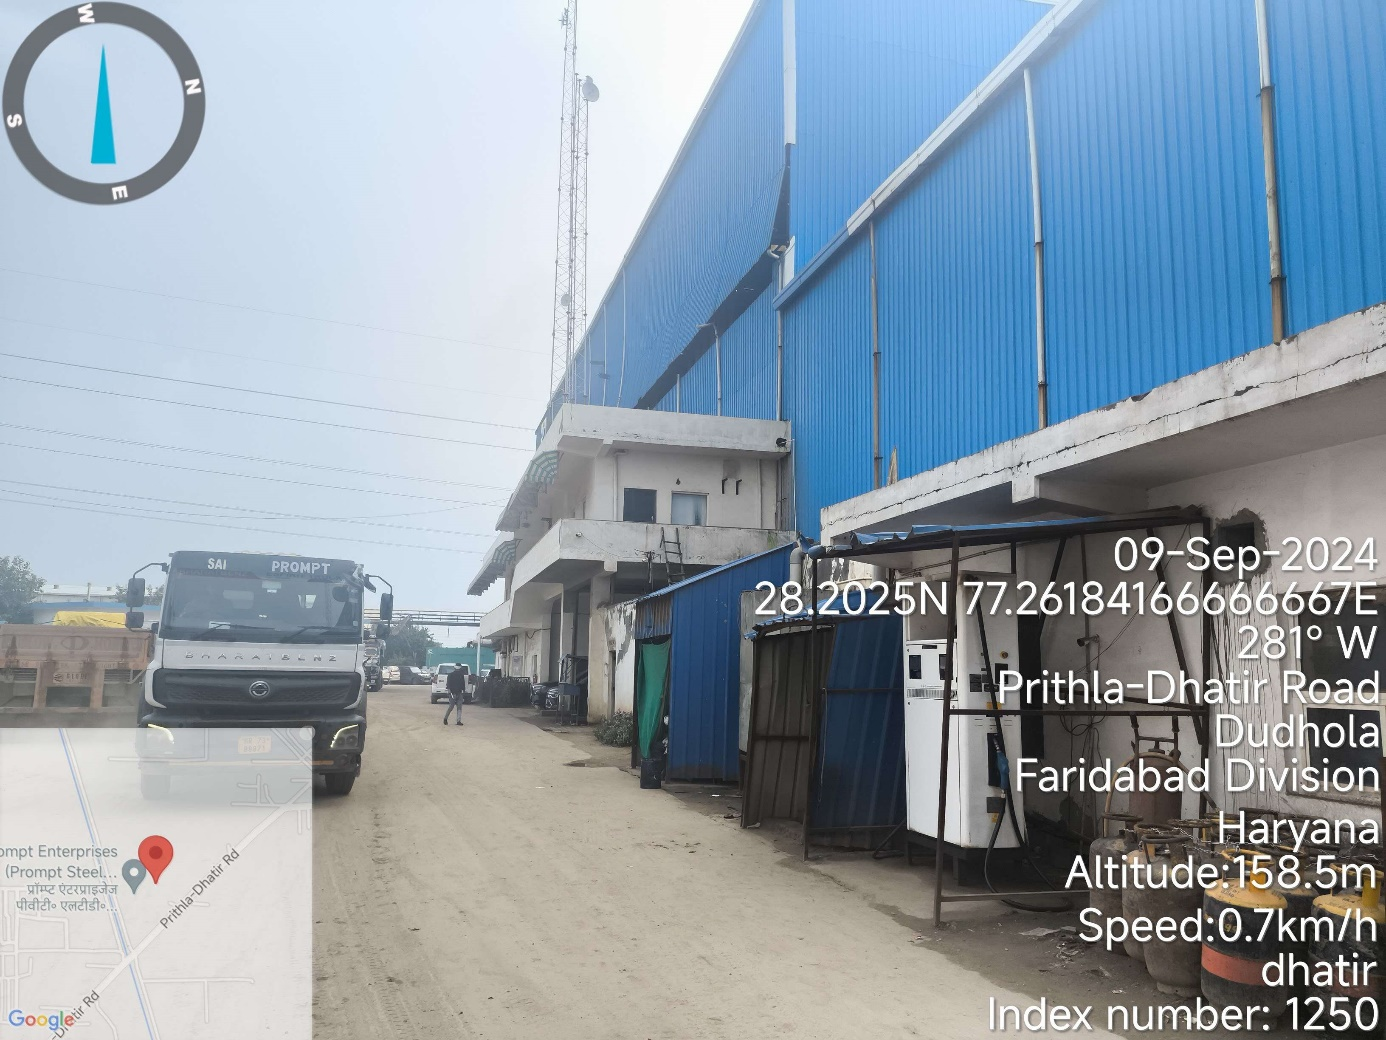 W
N
S
E
SAI PROMPT
BHARATBENZ
09-Sep-2024
28.2025N 77.26184166666667E
281° W
Prithla-Dhatir Road
Dudhola
Faridabad Division
Haryana
Altitude:158.5m
Speed:0.7km/h
dhatir
Index number: 1250
ompt Enterprises
(Prompt Steel...
प्रॉम्प्ट एंटरप्राइजेज
पीवीटी॰ एलटीडी॰...
Prithla-Dhatir Rd
-Dhatir Rd
Google